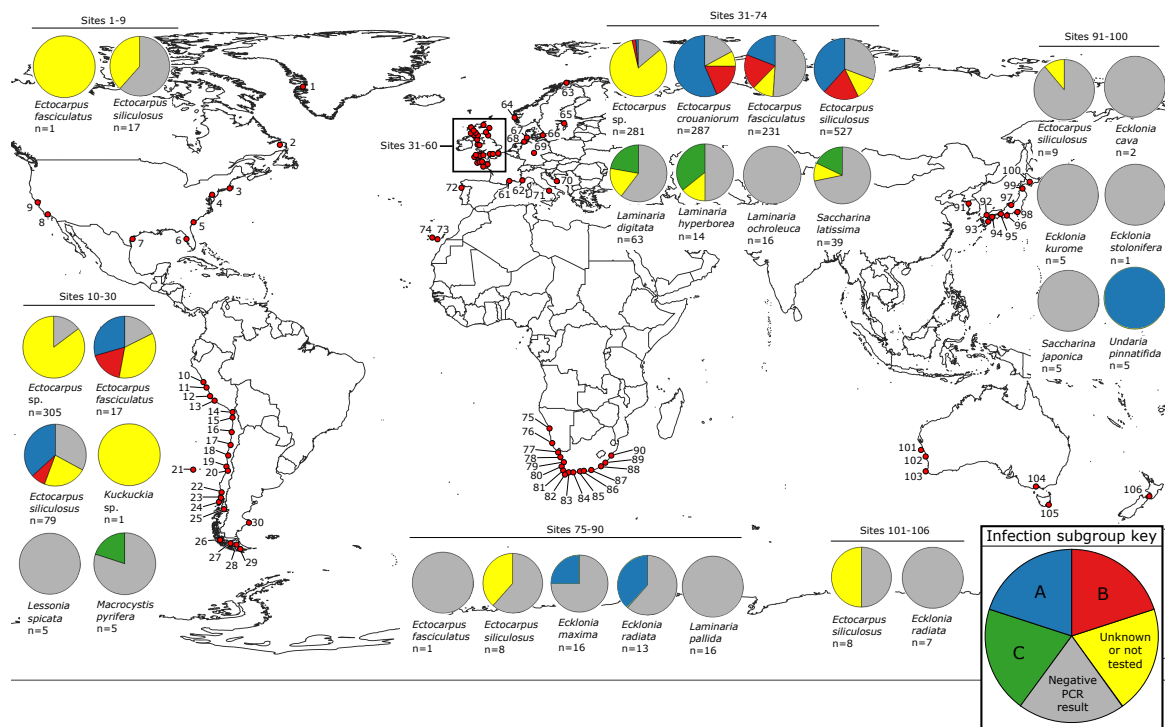 Sites 1-9
Ectocarpus
fasciculatus
n=1
Ectocarpus
siliculosus
n=17
Sites 31-74
Ectocarpus
sp.
n=281
Ectocarpus
crouaniorum
n=287
Ectocarpus
fasciculatus
n=231
Ectocarpus
siliculosus
n=527
Laminaria
digitata
n=63
Laminaria
hyperborea
n=14
Laminaria
ochroleuca
n=16
Saccharina
latissima
n=39
Sites 91-100
Ectocarpus
siliculosus
n=9
Ecklonia
cava
n=2
Ecklonia
kurome
n=5
Ecklonia
stolonifera
n=1
Saccharina
japonica
n=5
Undaria
pinnatifida
n=5
Sites 31-60
Sites 10-30
Ectocarpus
sp.
n=305
Ectocarpus
fasciculatus
n=17
Ectocarpus
siliculosus
n=79
Kuckuckia
sp.
n=1
Lessonia
spicata
n=5
Macrocystis
pyrifera
n=5
Sites 75-90
Ectocarpus
fasciculatus
n=1
Ectocarpus
siliculosus
n=8
Ecklonia
maxima
n=16
Ecklonia
radiata
n=13
Laminaria
pallida
n=16
Sites 101-106
Ectocarpus
siliculosus
n=8
Ecklonia
radiata
n=7
Infection subgroup key
A
B
C
Unknown
or not
tested
Negative
PCR
result
1
2
3
4
5
6
7
8
9
10
11
12
13
14
15
16
17
18
19
20
21
22
23
24
25
26
27
28
29
30
61
62
63
64
65
66
67
68
69
70
71
72
73
74
75
76
77
78
79
80
81
82
83
84
85
86
87
88
89
90
91
92
93
94
95
96
97
98
99
100
101
102
103
104
105
106